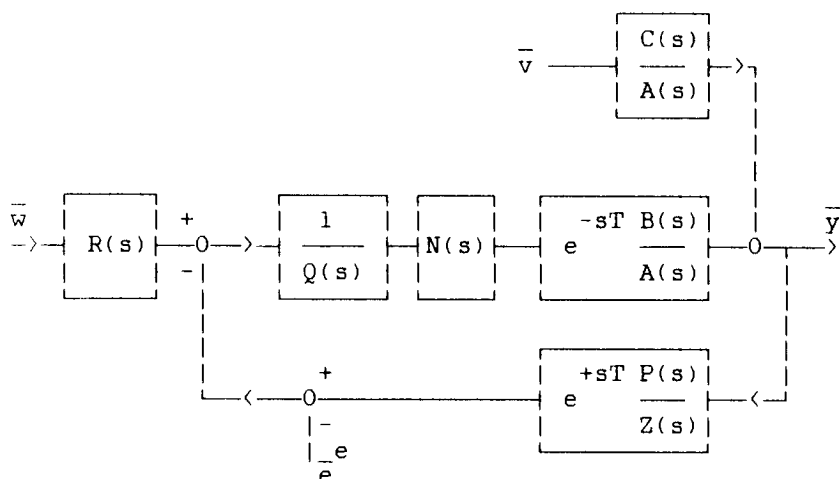 v̅
C(s)
A(s)
w̅
R(s)
+
-
1
Q(s)
N(s)
e
-sT
B(s)
A(s)
y̅
+
-
e̅
e
e
+sT
P(s)
Z(s)